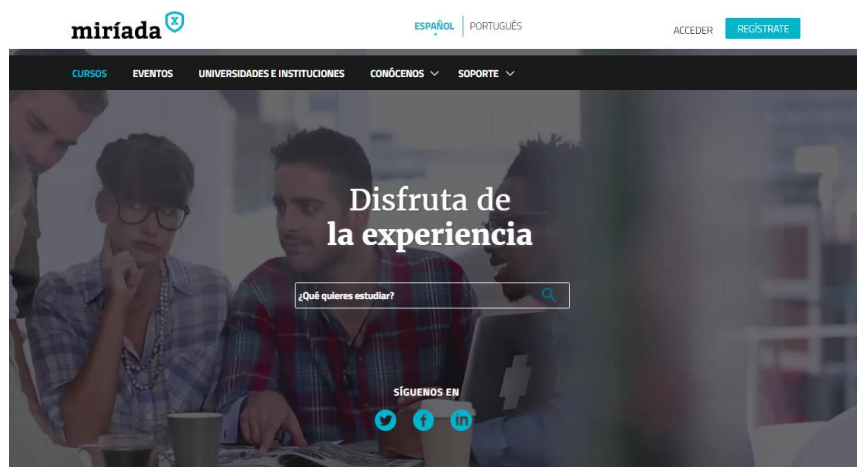 miríada x
ESPAÑOL PORTUGUÊS
ACCEDER REGÍSTRATE
CURSOS EVENTOS UNIVERSIDADES E INSTITUCIONES CONÓCENOS SOPORTE
Disfruta de
la experiencia
¿Qué quieres estudiar?
SÍGUENOS EN
f in